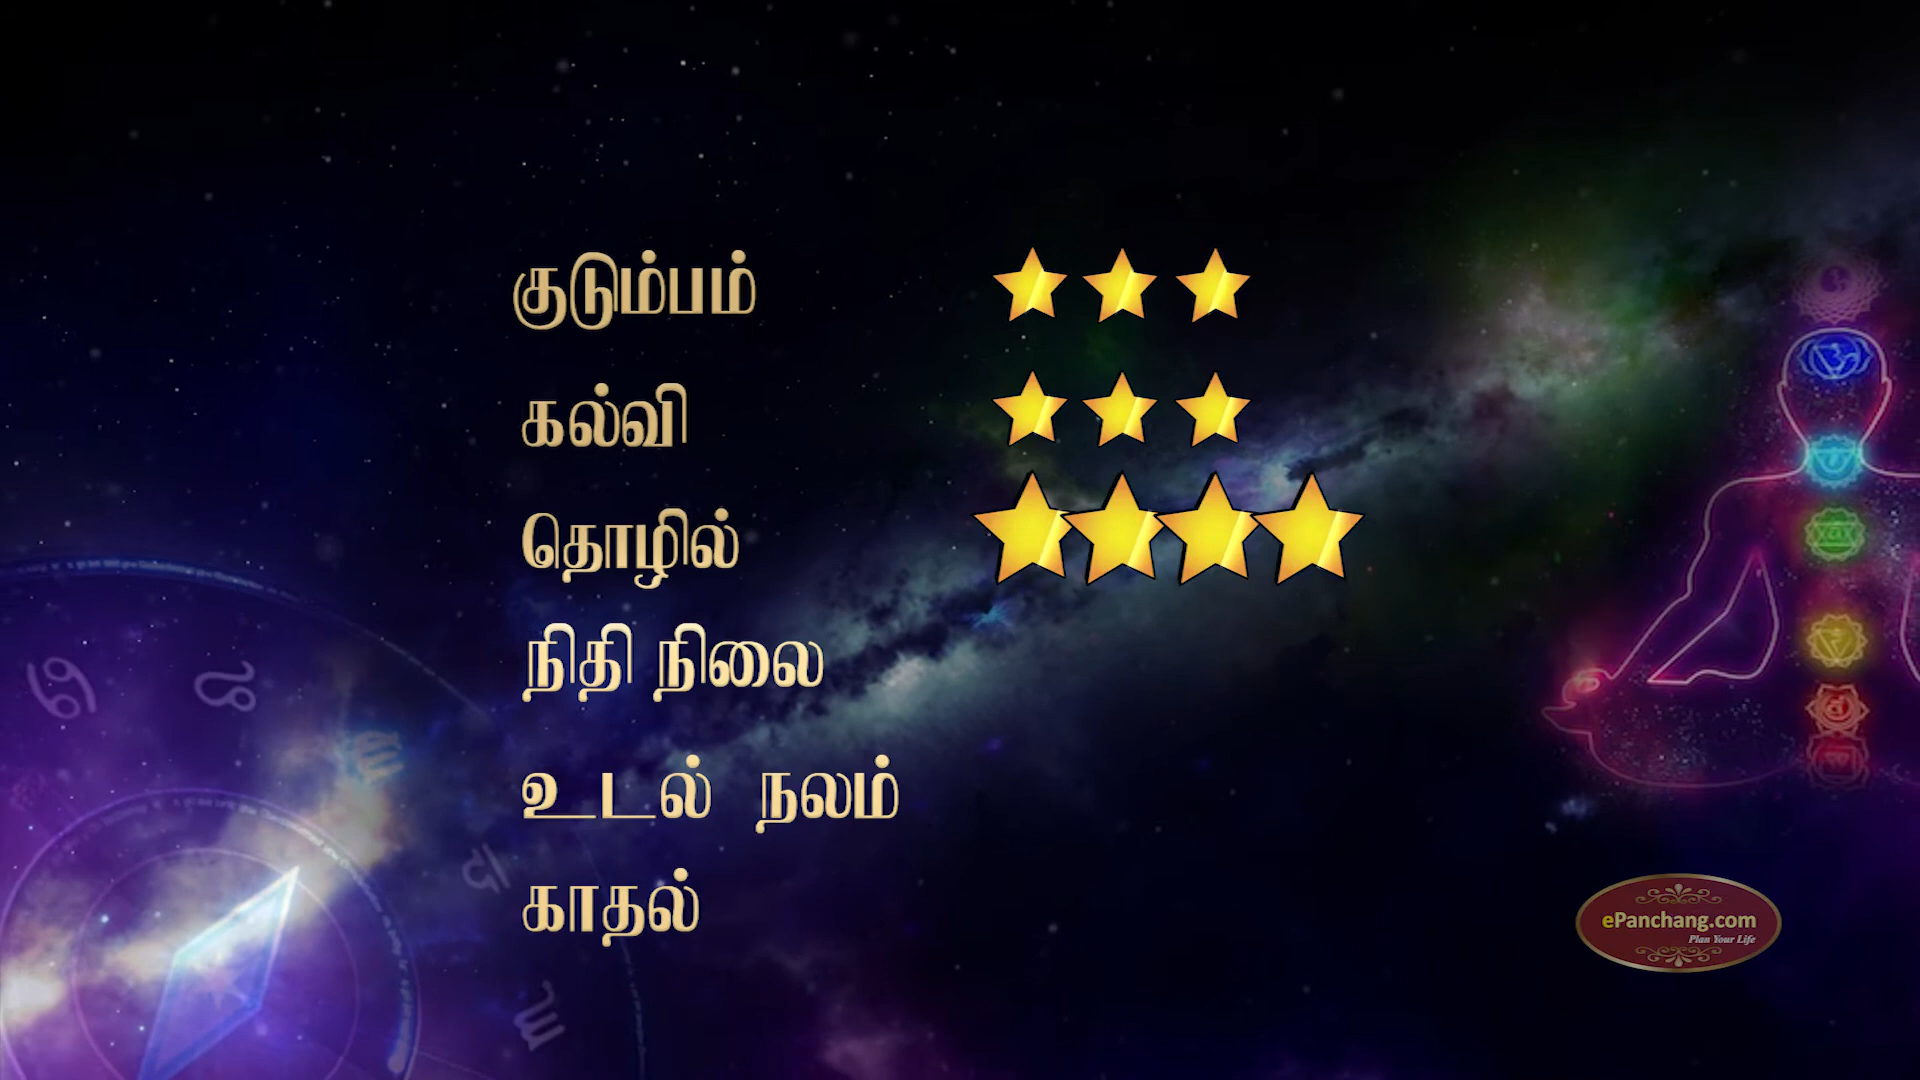 குடும்பம்
கல்வி
தொழில்
நிதி நிலை
உடல் நலம்
காதல்
ePanchang.com
Plan Your Life